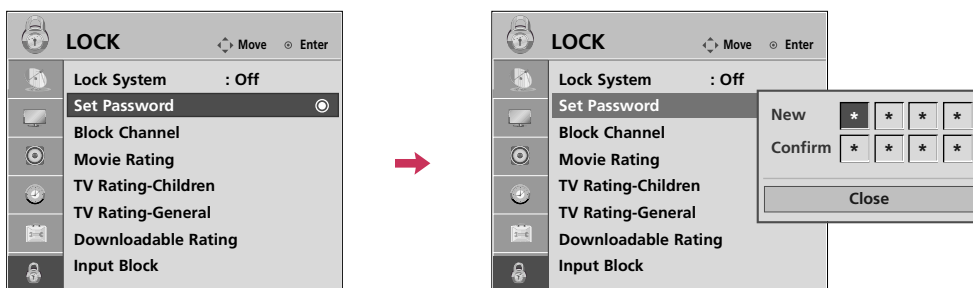 LOCK Move Enter
Lock System : Off
Set Password
Block Channel
Movie Rating
TV Rating-Children
TV Rating-General
Downloadable Rating
Input Block
LOCK Move Enter
Lock System : Off
Set Password
Block Channel
Movie Rating
TV Rating-Children
TV Rating-General
Downloadable Rating
Input Block
New * * * *
Confirm * * * *
Close